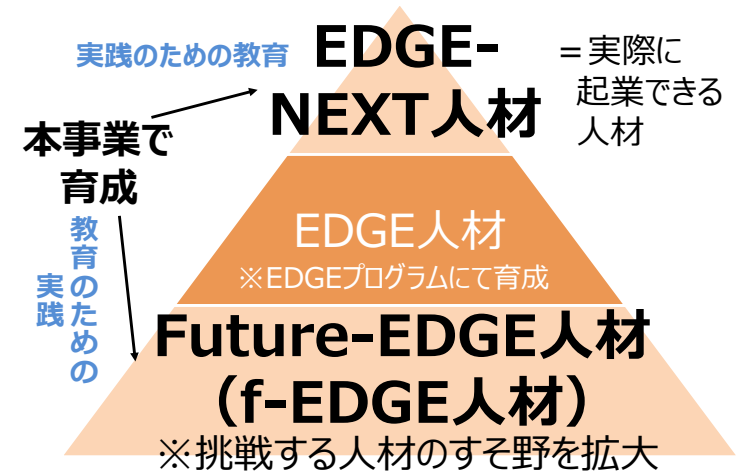 実践のための教育
EDGE-
NEXT人材
＝実際に
起業できる
人材
本事業で
育成
教育のための
実践
EDGE人材
※EDGEプログラムにて育成
Future-EDGE人材
（f-EDGE人材）
※挑戦する人材のすそ野を拡大